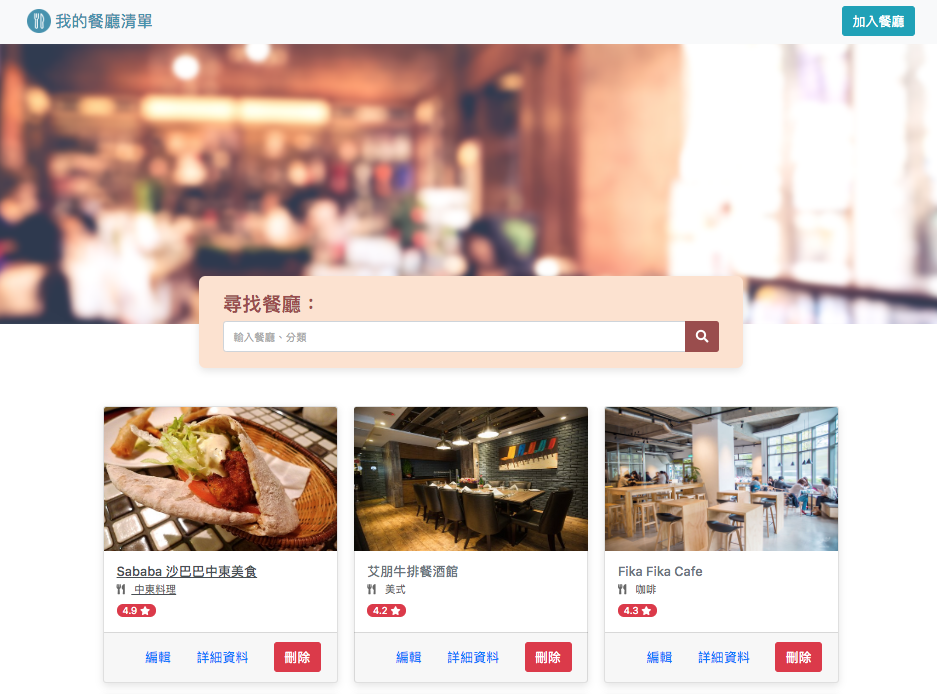 我的餐廳清單
加入餐廳
尋找餐廳：
輸入餐廳、分類
Sababa 沙巴巴中東美食
中東料理
4.9
編輯 詳細資料 刪除
艾朋牛排餐酒館
美式
4.2
編輯 詳細資料 刪除
Fika Fika Cafe
咖啡
4.3
編輯 詳細資料 刪除